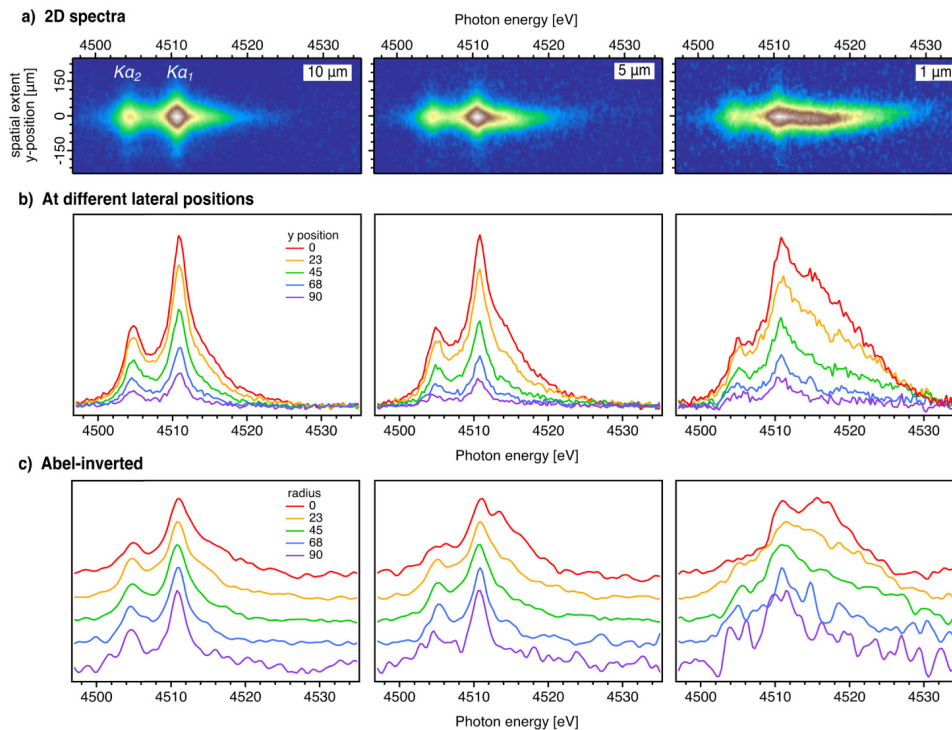 a) 2D spectra
Photon energy [eV]
4500 4510 4520 4530 4500 4510 4520 4530 4500 4510 4520 4530
spatial extent
y-position [µm]
150
0
-150
Kα₂ Kα₁
10 µm
5 µm
1 µm
b) At different lateral positions
y position
0
23
45
68
90
4500 4510 4520 4530 4500 4510 4520 4530 4500 4510 4520 4530
Photon energy [eV]
c) Abel-inverted
radius
0
23
45
68
90
4500 4510 4520 4530 4500 4510 4520 4530 4500 4510 4520 4530
Photon energy [eV]